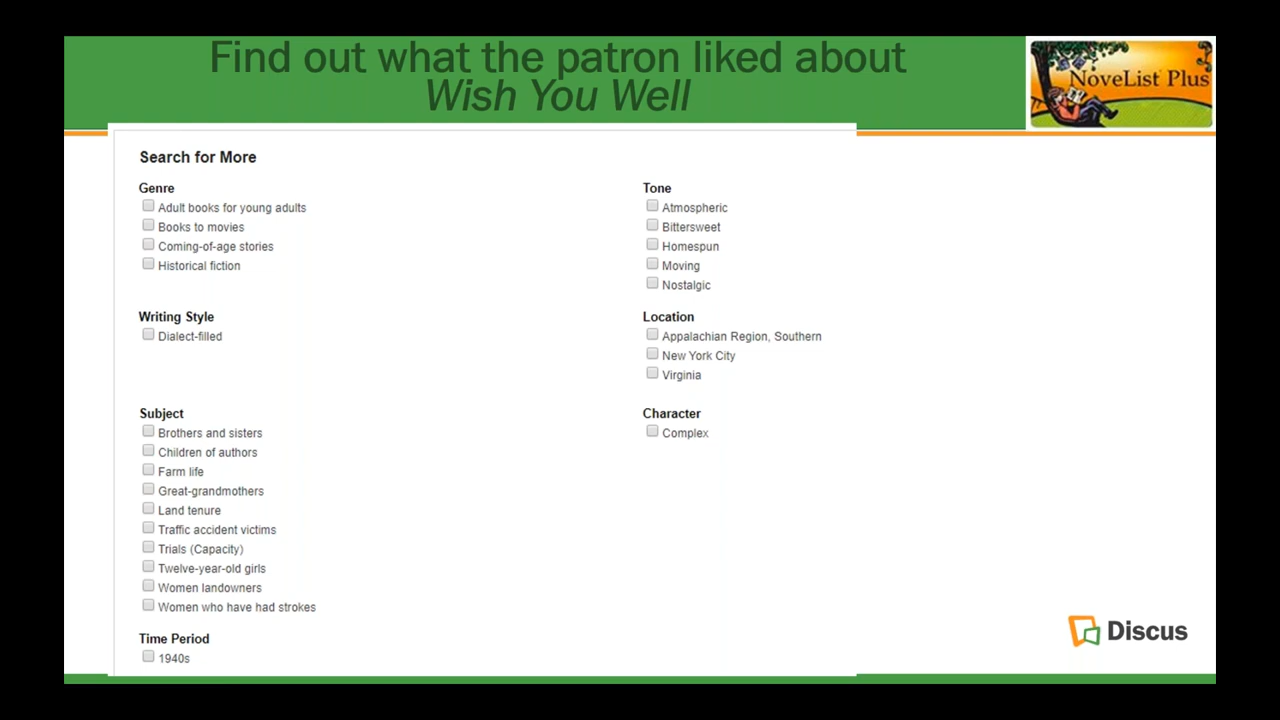 Find out what the patron liked about
Wish You Well
NoveList Plus
Search for More
Genre
Adult books for young adults
Books to movies
Coming-of-age stories
Historical fiction
Tone
Atmospheric
Bittersweet
Homespun
Moving
Nostalgic
Writing Style
Dialect-filled
Location
Appalachian Region, Southern
New York City
Virginia
Subject
Brothers and sisters
Children of authors
Farm life
Great-grandmothers
Land tenure
Traffic accident victims
Trials (Capacity)
Twelve-year-old girls
Women landowners
Women who have had strokes
Character
Complex
Time Period
1940s
Discus